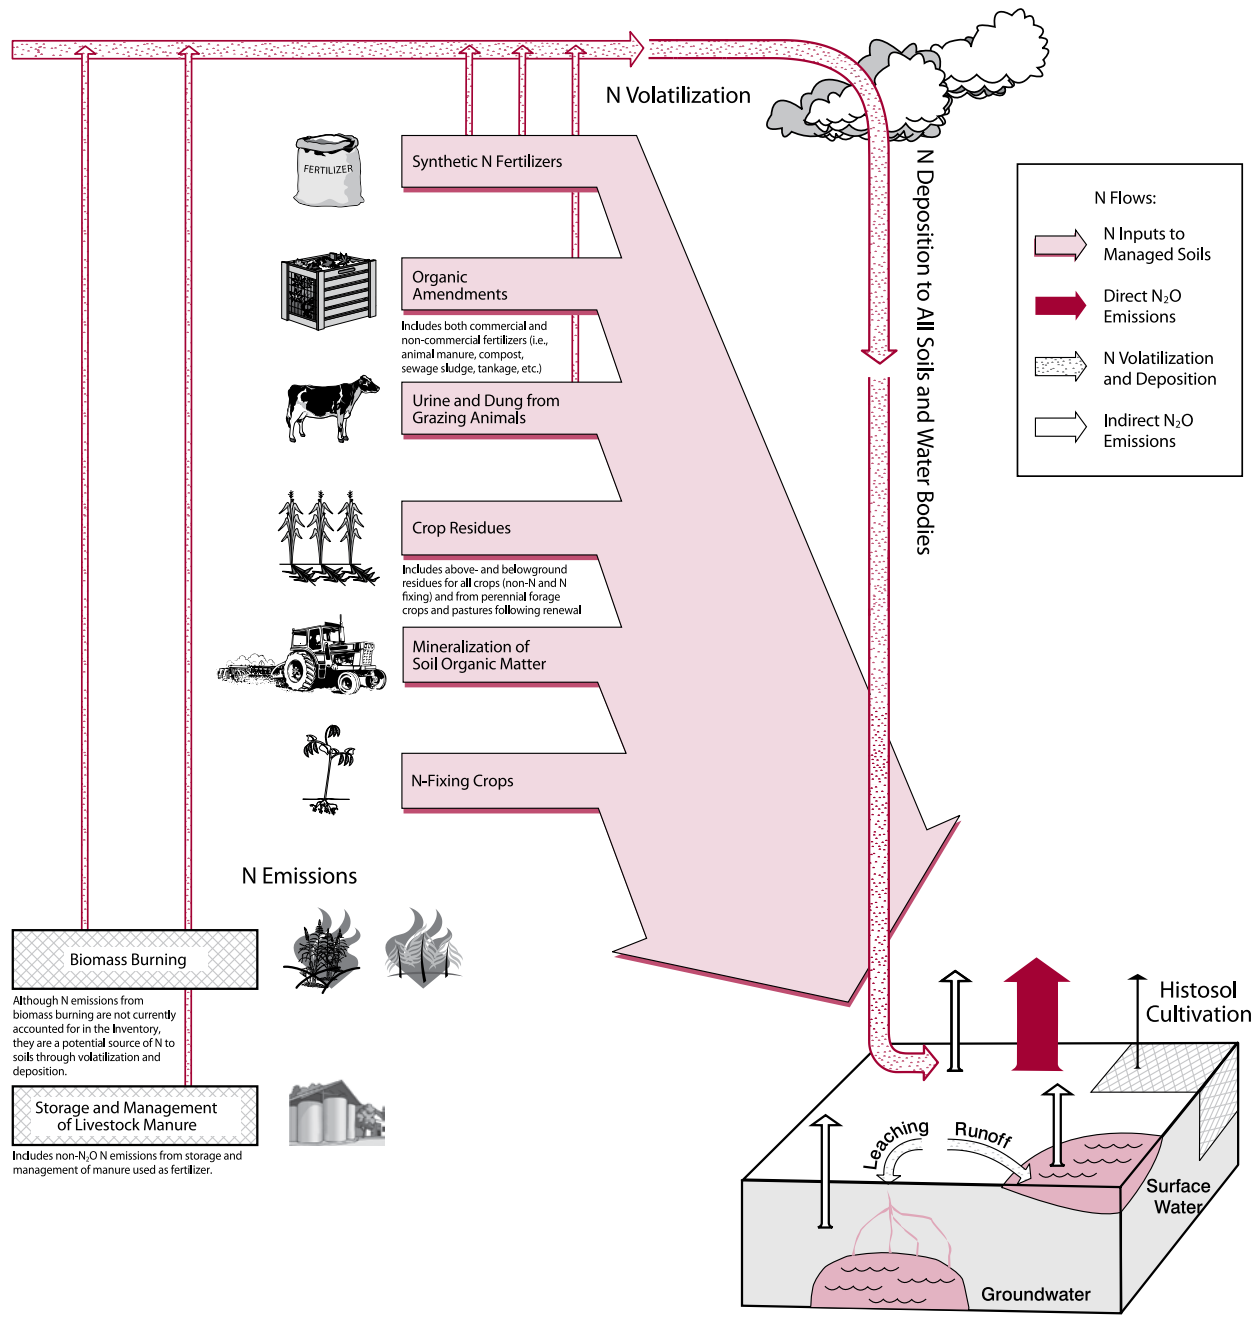 N Volatilization
N Deposition to All Soils and Water Bodies
FERTILIZER
Synthetic N Fertilizers
Organic
Amendments
Includes both commercial and
non-commercial fertilizers (i.e.,
animal manure, compost,
sewage sludge, tankage, etc.)
Urine and Dung from
Grazing Animals
Crop Residues
Includes above- and belowground
residues for all crops (non-N and N
fixing) and from perennial forage
crops and pastures following renewal
Mineralization of
Soil Organic Matter
N-Fixing Crops
N Flows:
N Inputs to
Managed Soils
Direct N₂O
Emissions
N Volatilization
and Deposition
Indirect N₂O
Emissions
N Emissions
Biomass Burning
Although N emissions from
biomass burning are not currently
accounted for in the Inventory,
they are a potential source of N to
soils through volatilization and
deposition.
Storage and Management
of Livestock Manure
Includes non-N₂O N emissions from storage and
management of manure used as fertilizer.
Histosol
Cultivation
Leaching
Runoff
Surface
Water
Groundwater